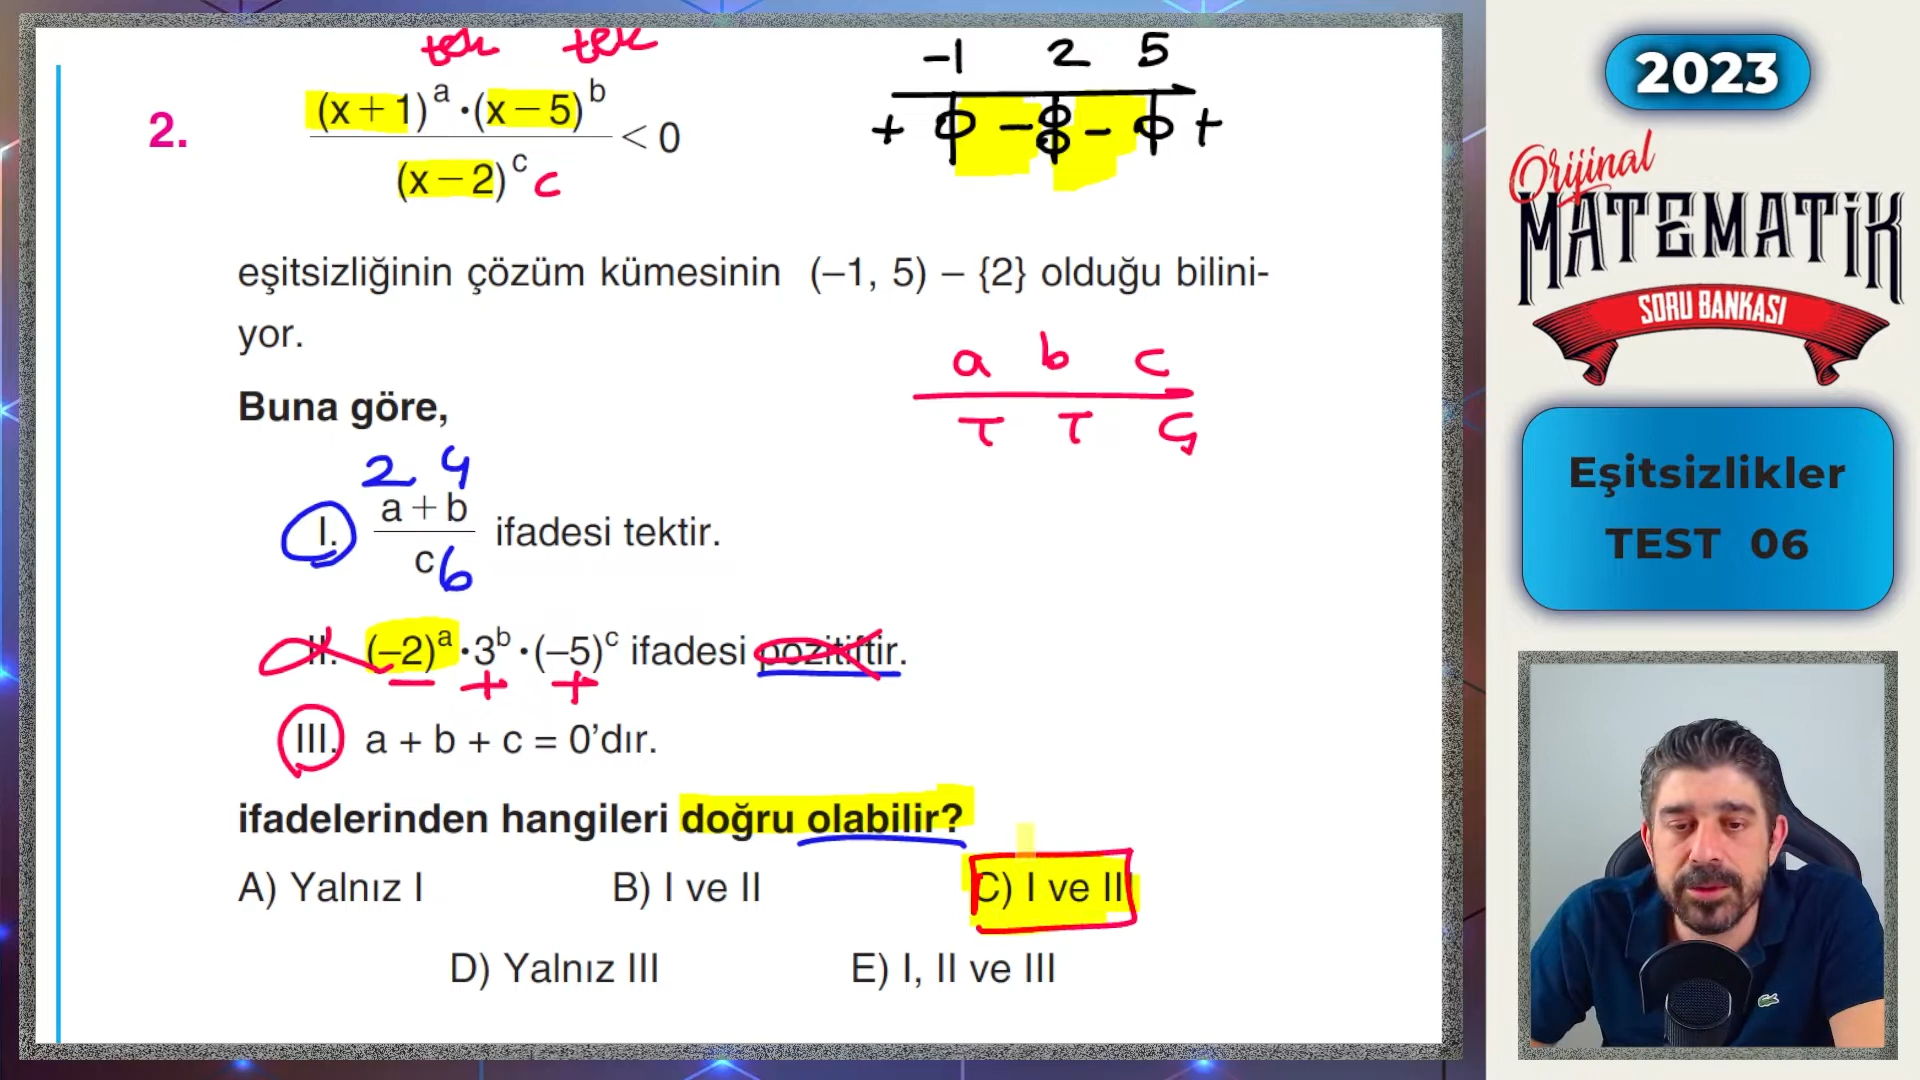 tek tek
2. (x+1)^a · (x−5)^b
(x−2)^c c
< 0
-1 2 5
+ − − +
eşitsizliğinin çözüm kümesinin (–1, 5) – {2} olduğu bilini-
yor.
a b c
T T Ç
Buna göre,
2 4
I. a+b
c 6
ifadesi tektir.
II. (–2)^a · 3^b · (–5)^c ifadesi pozitiftir.
− + +
III. a + b + c = 0’dır.
ifadelerinden hangileri doğru olabilir?
A) Yalnız I B) I ve II C) I ve III
D) Yalnız III E) I, II ve III
2023
Orijinal
MATEMATİK
SORU BANKASI
Eşitsizlikler
TEST 06